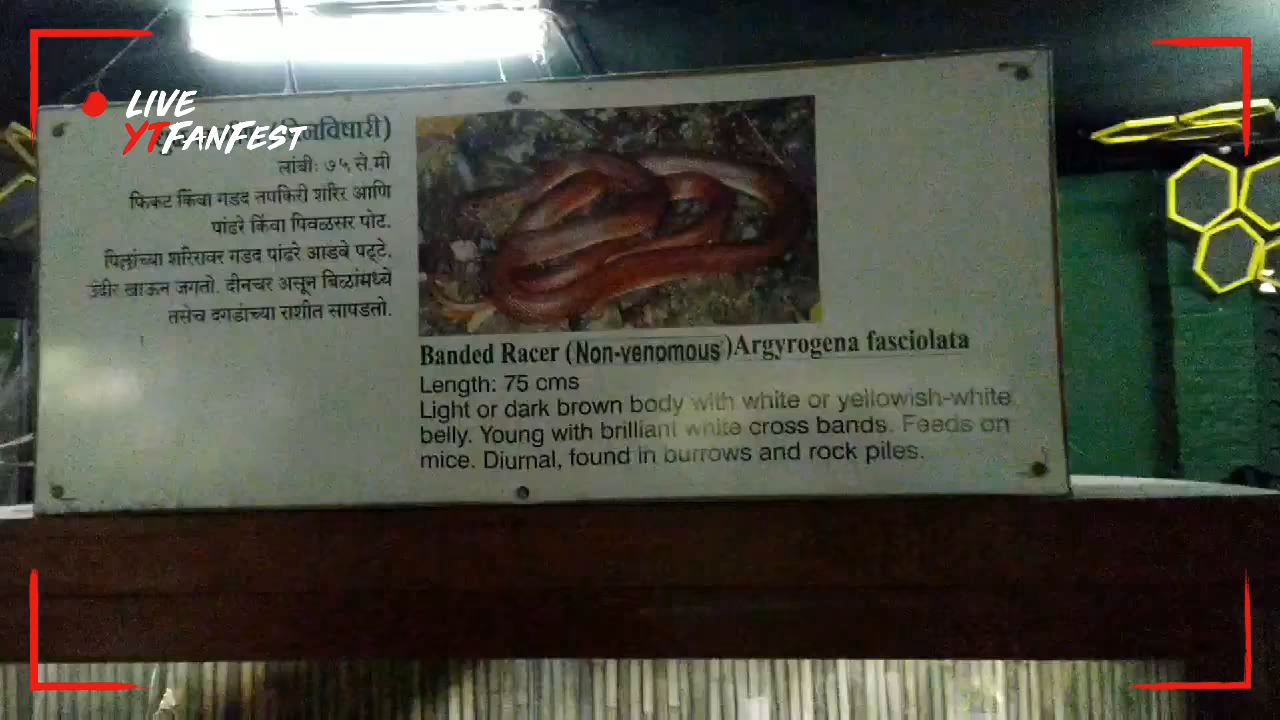 LIVE
YTFANFEST
लांबी: ७५ से.मी
फिकट किंवा गडद तपकिरी शरिर आणि
पांढरे किंवा पिवळसर पोट.
पिल्लांच्या शरिरावर गडद पांढरे आडवे पट्टे.
उंदीर खाऊन जगतो. दीनचर असून बिळांमध्ये
तसेच दगडांच्या राशीत सापडतो.
Banded Racer (Non-venomous) Argyrogena fasciolata
Length: 75 cms
Light or dark brown body with white or yellowish-white
belly. Young with brilliant white cross bands. Feeds on
mice. Diurnal, found in burrows and rock piles.